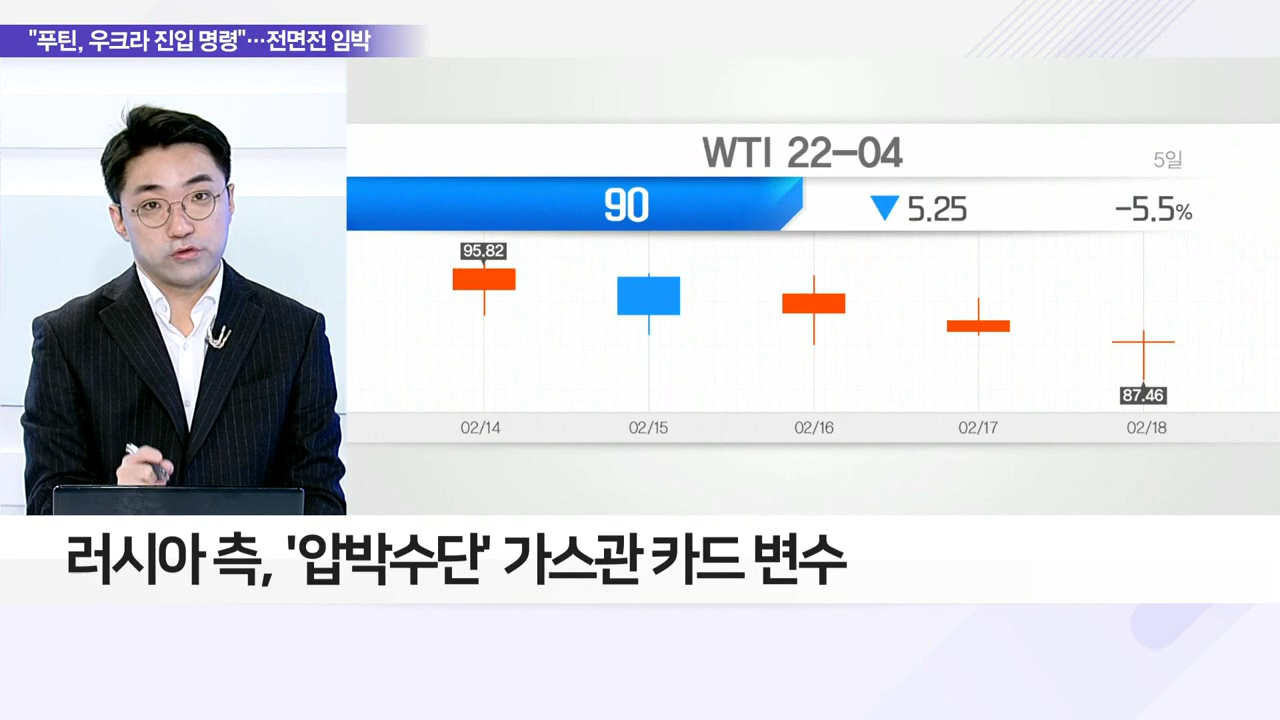 "푸틴, 우크라 진입 명령"…전면전 임박
WTI 22-04
5일
90 ▼ 5.25 -5.5%
95.82
87.46
02/14 02/15 02/16 02/17 02/18
러시아 측, '압박수단' 가스관 카드 변수